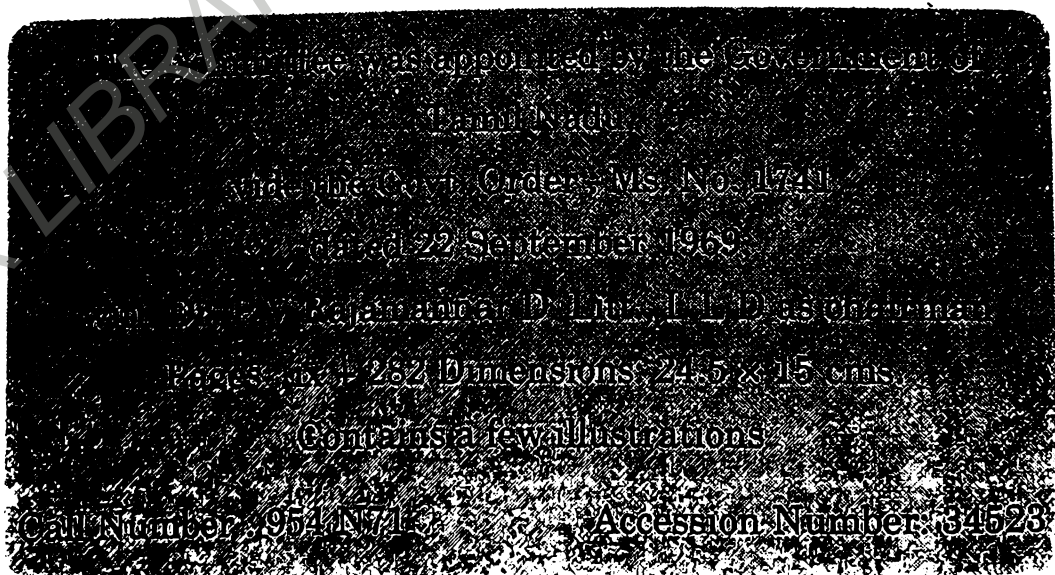 LIBRA
Committee was appointed by the Government of
Tamil Nadu
vide the Govt. Order - Ms. No. 1741
dated 22 September 1969
Rajamannar D. Litt., L. L. D as chairman
Pages: + 282 Dimensions: 24.5 × 15 cms.
Contains a few illustrations
Call Number: 954 N71 Accession Number: 34523